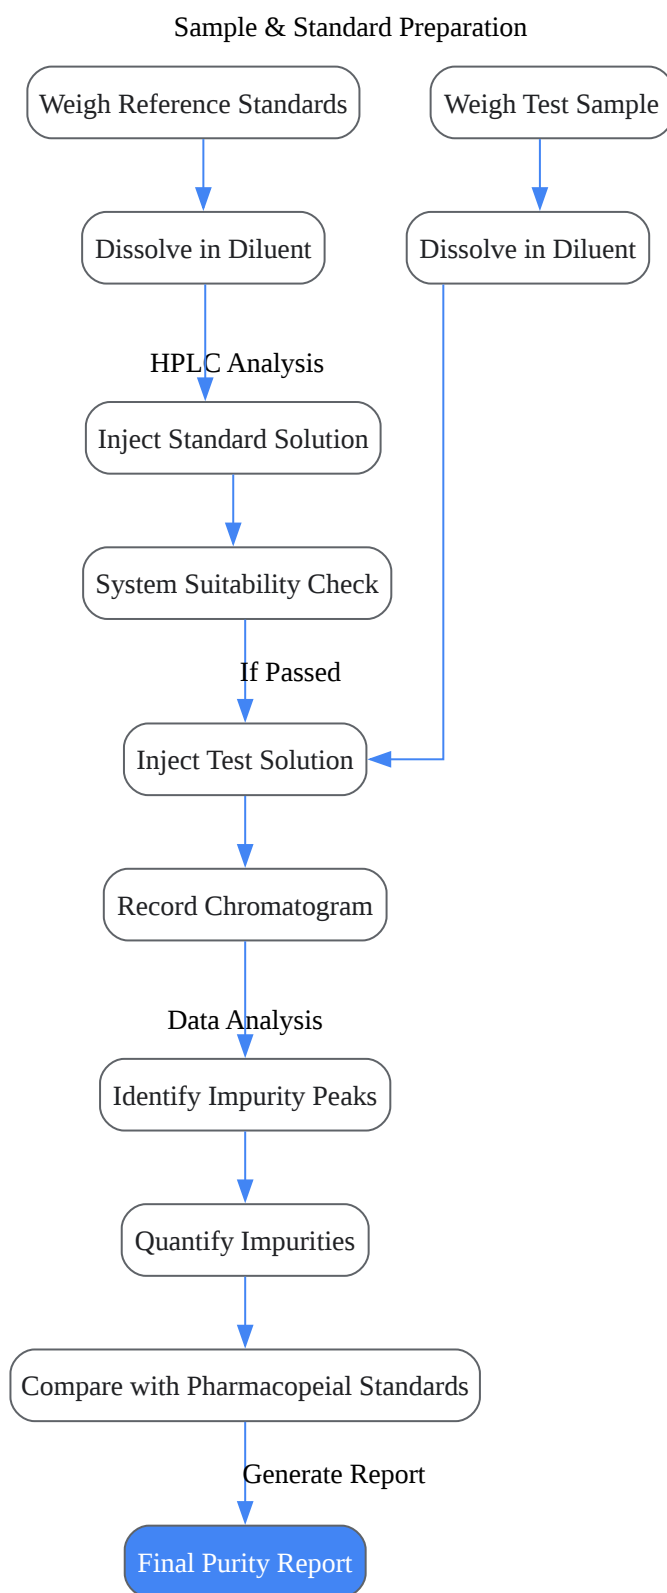 Sample & Standard Preparation
Weigh Reference Standards
Weigh Test Sample
Dissolve in Diluent
Dissolve in Diluent
HPLC Analysis
Inject Standard Solution
System Suitability Check
If Passed
Inject Test Solution
Record Chromatogram
Data Analysis
Identify Impurity Peaks
Quantify Impurities
Compare with Pharmacopeial Standards
Generate Report
Final Purity Report